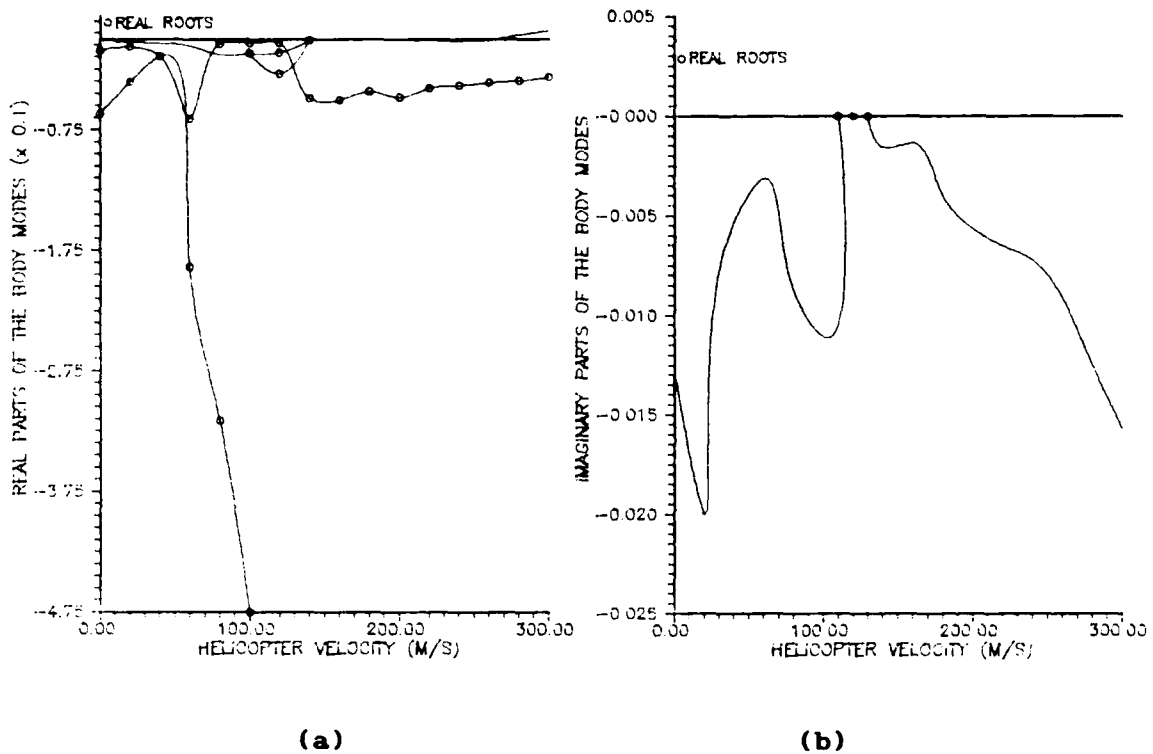 REAL ROOTS
REAL PARTS OF THE BODY MODES (x 0.1)
-0.75
-1.75
-2.75
-3.75
-4.75
0.00
100.00
200.00
300.00
HELICOPTER VELOCITY (M/S)
(a)
REAL ROOTS
IMAGINARY PARTS OF THE BODY MODES
0.005
-0.000
-0.005
-0.010
-0.015
-0.020
-0.025
0.00
100.00
200.00
300.00
HELICOPTER VELOCITY (M/S)
(b)